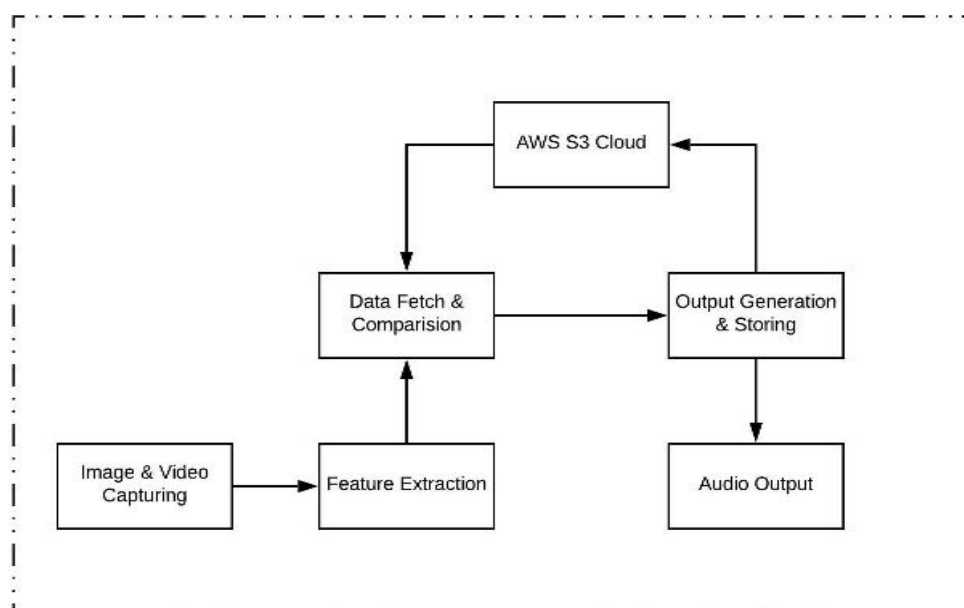 AWS S3 Cloud
Data Fetch &
Comparision
Output Generation
& Storing
Image & Video
Capturing
Feature Extraction
Audio Output